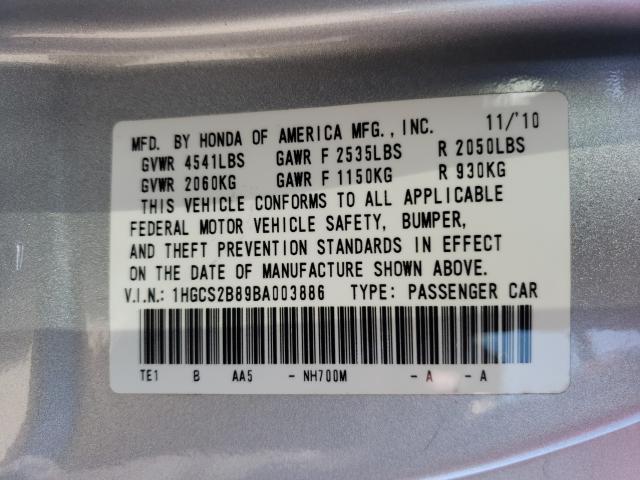 MFD. BY HONDA OF AMERICA MFG., INC. 11/'10
GVWR 4541LBS GAWR F 2535LBS R 2050LBS
GVWR 2060KG GAWR F 1150KG R 930KG
THIS VEHICLE CONFORMS TO ALL APPLICABLE
FEDERAL MOTOR VEHICLE SAFETY, BUMPER,
AND THEFT PREVENTION STANDARDS IN EFFECT
ON THE DATE OF MANUFACTURE SHOWN ABOVE.
V.I.N.: 1HGCS2B89BA003886 TYPE: PASSENGER CAR
TE1 B AA5 - NH700M - A - A